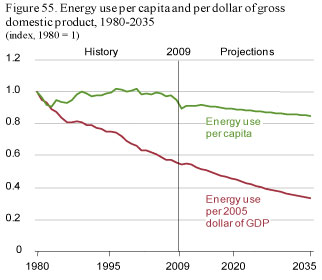 Figure 55. Energy use per capita and per dollar of gross
domestic product, 1980-2035
(index, 1980 = 1)
History 2009 Projections
1.2
1.0
0.8
0.6
0.4
0.2
0
Energy use
per capita
Energy use
per 2005
dollar of GDP
1980 1995 2009 2020 2035